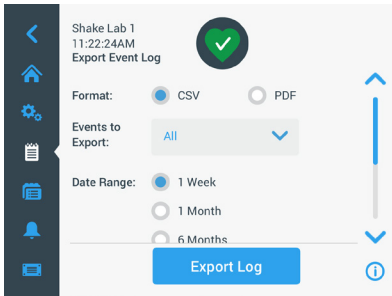 Shake Lab 1
11:22:24AM
Export Event Log
Format: CSV PDF
Events to
Export: All
Date Range: 1 Week
1 Month
6 Months
Export Log